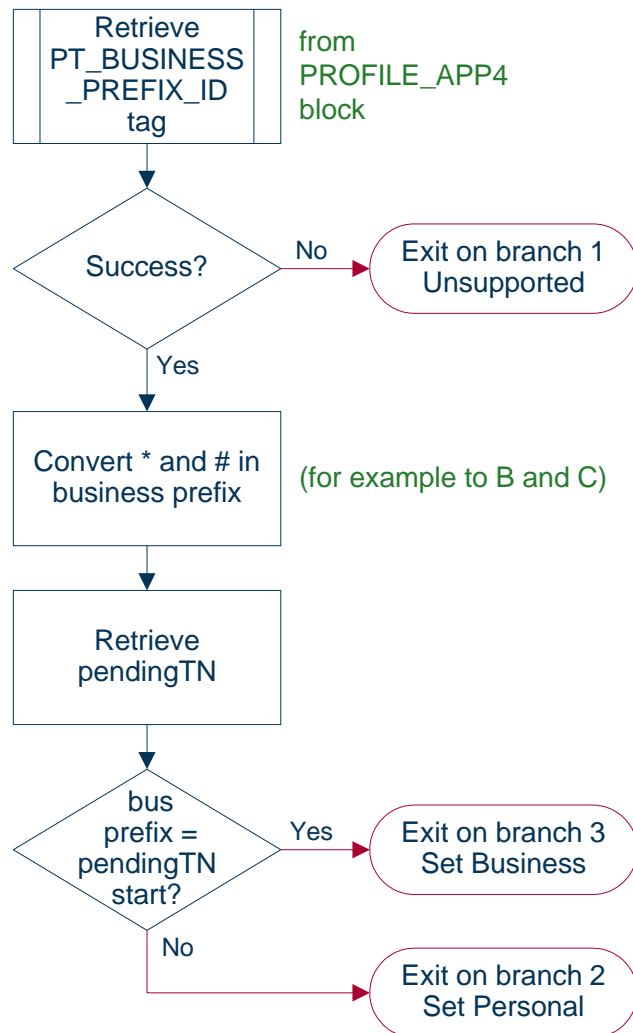 Retrieve
PT_BUSINESS
_PREFIX_ID
tag
from
PROFILE_APP4
block
Success?
No
Exit on branch 1
Unsupported
Yes
Convert * and # in
business prefix
(for example to B and C)
Retrieve
pendingTN
bus
prefix =
pendingTN
start?
Yes
Exit on branch 3
Set Business
No
Exit on branch 2
Set Personal